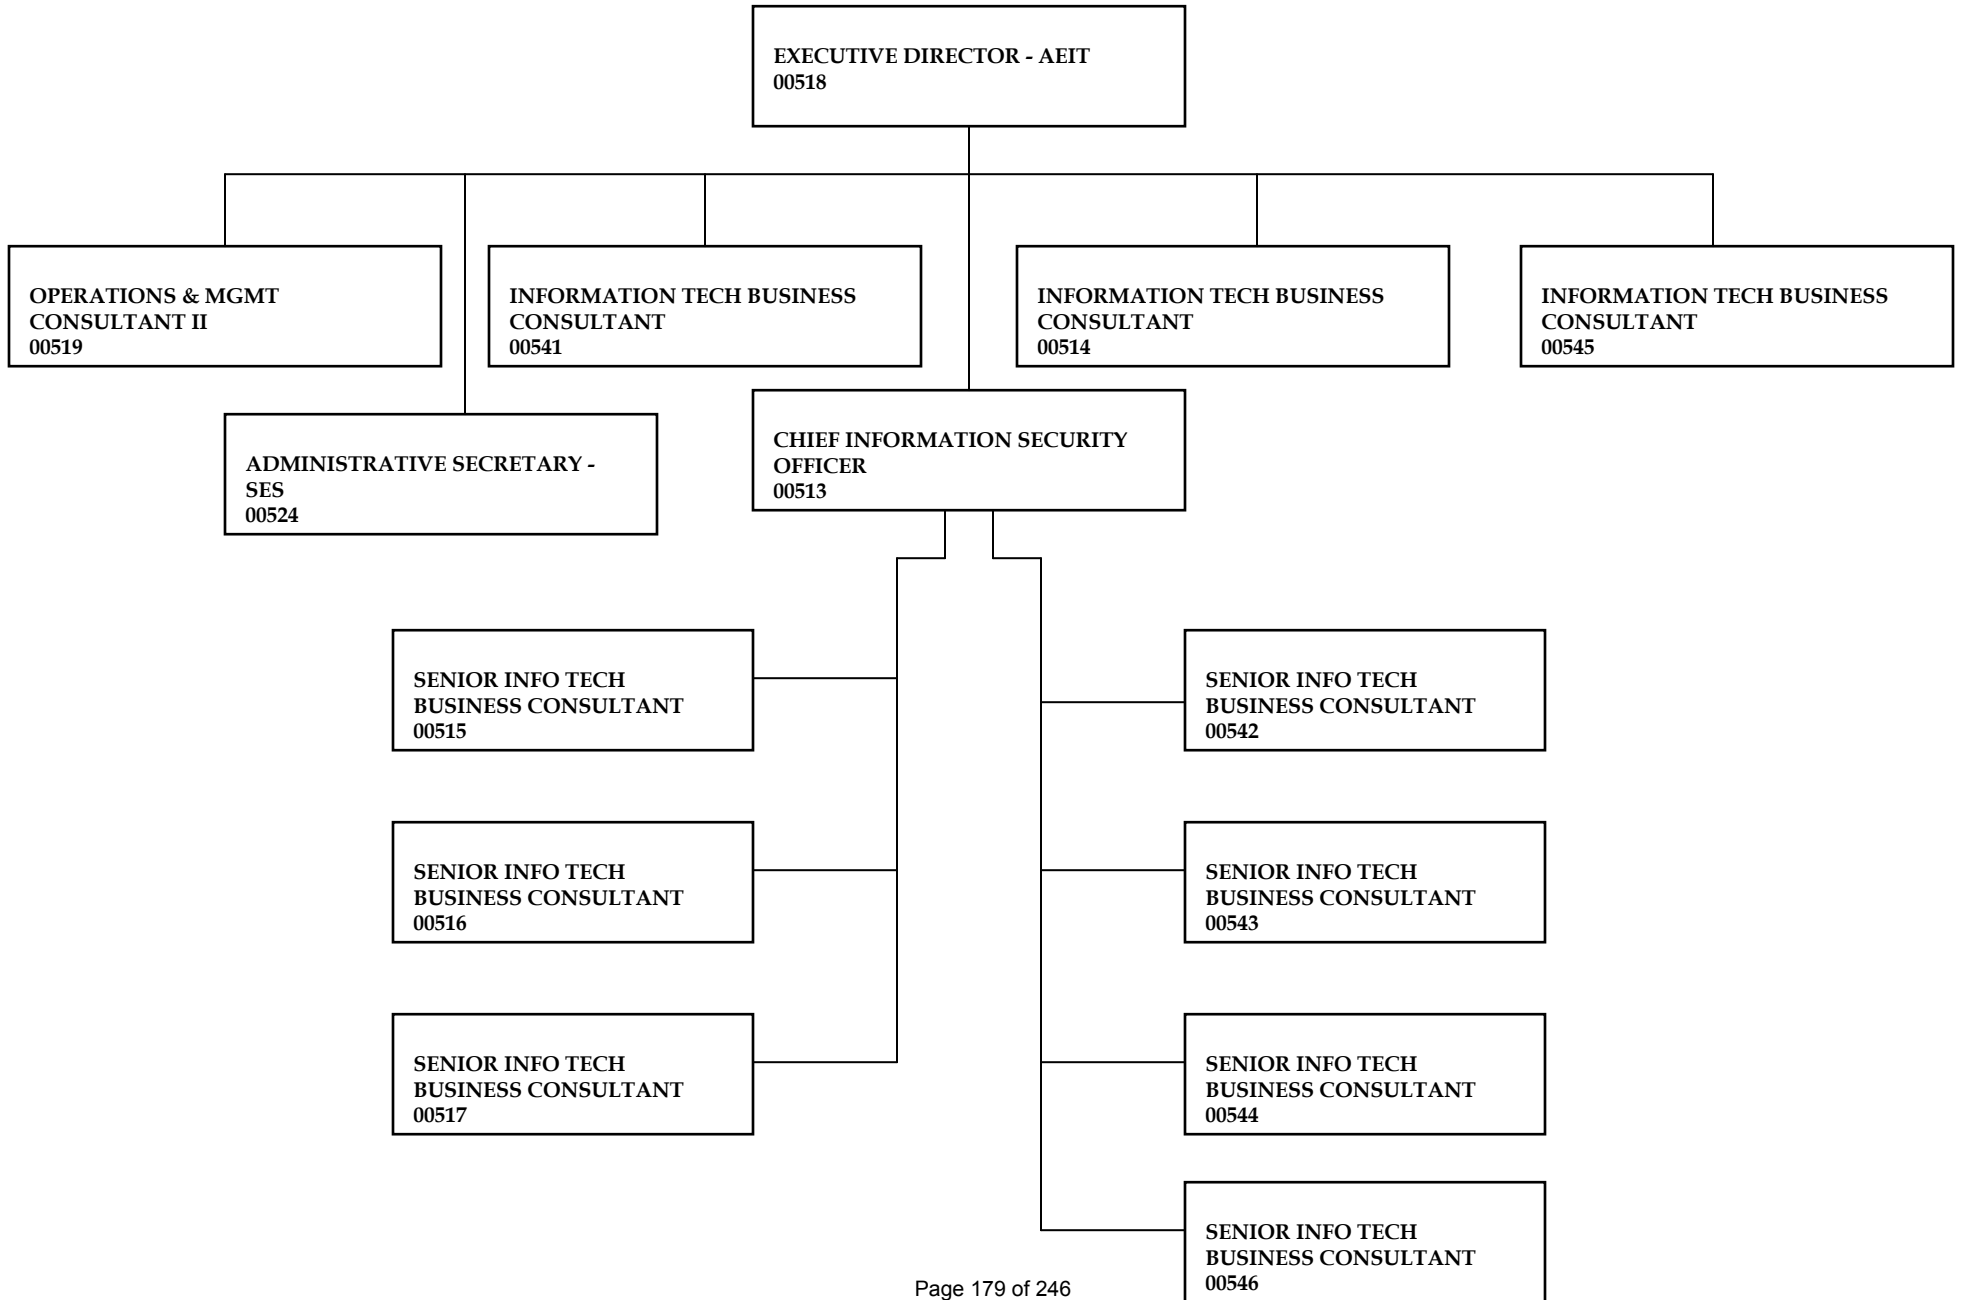 EXECUTIVE DIRECTOR - AEIT
00518
OPERATIONS & MGMT
CONSULTANT II
00519
INFORMATION TECH BUSINESS
CONSULTANT
00541
INFORMATION TECH BUSINESS
CONSULTANT
00514
INFORMATION TECH BUSINESS
CONSULTANT
00545
ADMINISTRATIVE SECRETARY -
SES
00524
CHIEF INFORMATION SECURITY
OFFICER
00513
SENIOR INFO TECH
BUSINESS CONSULTANT
00515
SENIOR INFO TECH
BUSINESS CONSULTANT
00542
SENIOR INFO TECH
BUSINESS CONSULTANT
00516
SENIOR INFO TECH
BUSINESS CONSULTANT
00543
SENIOR INFO TECH
BUSINESS CONSULTANT
00517
SENIOR INFO TECH
BUSINESS CONSULTANT
00544
SENIOR INFO TECH
BUSINESS CONSULTANT
00546
Page 179 of 246